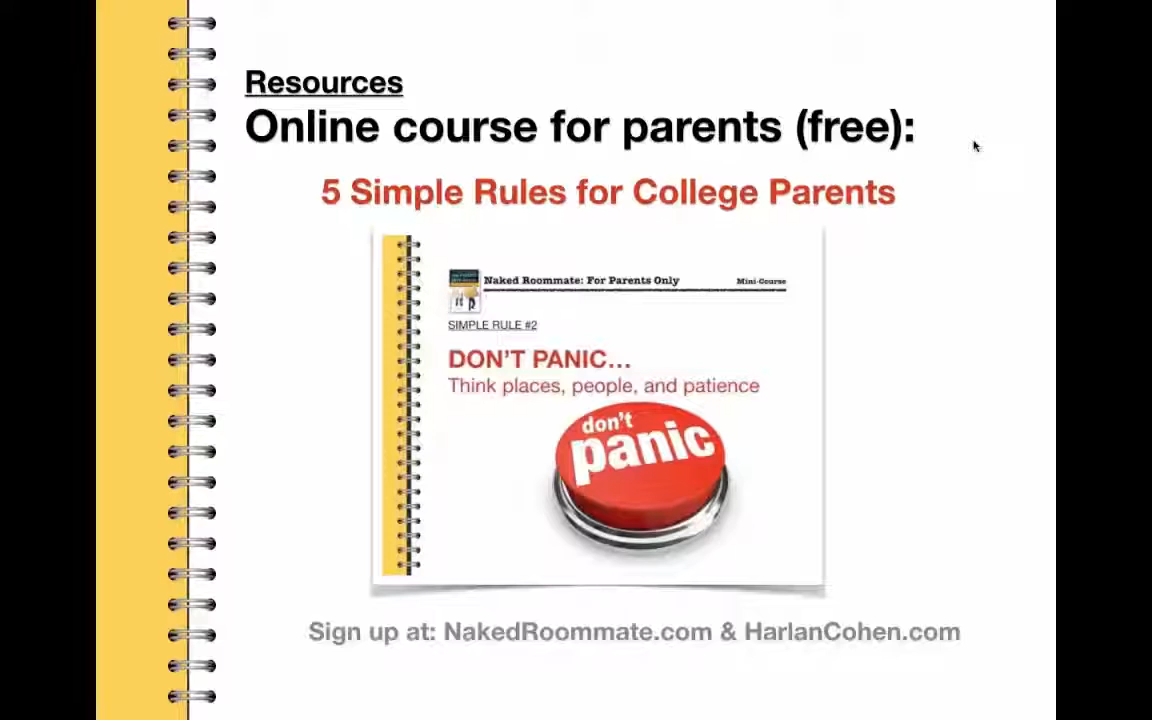 Resources
Online course for parents (free):
5 Simple Rules for College Parents
Naked Roommate: For Parents Only Mini-Course
SIMPLE RULE #2
DON'T PANIC...
Think places, people, and patience
don't
panic
Sign up at: NakedRoommate.com & HarlanCohen.com